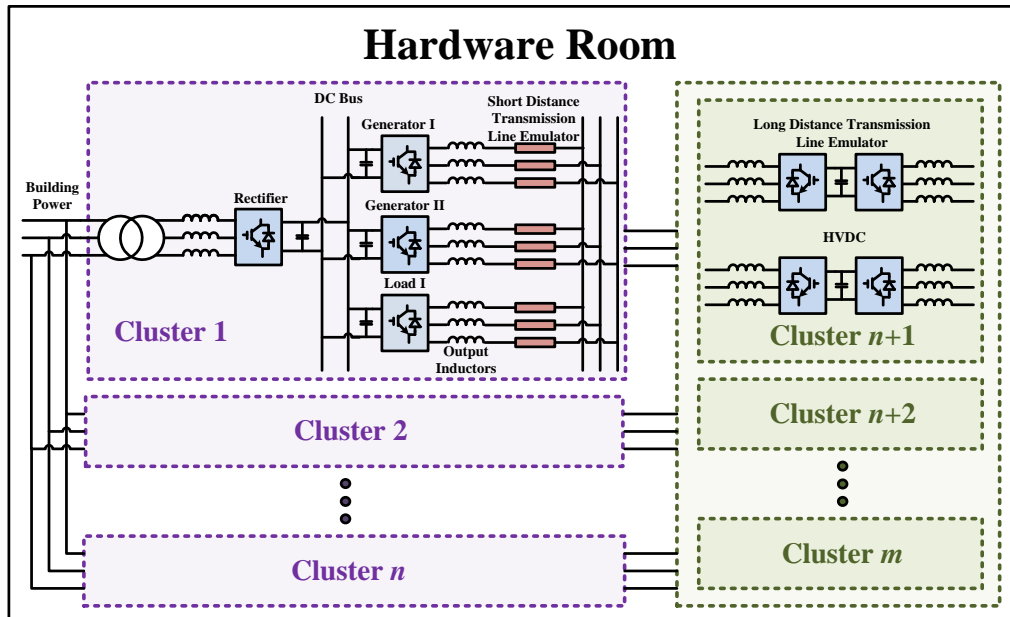 Hardware Room
DC Bus
Short Distance
Transmission
Line Emulator
Generator I
Building
Power
Rectifier
Generator II
Load I
Output
Inductors
Cluster 1
Long Distance Transmission
Line Emulator
HVDC
Cluster n+1
Cluster 2
Cluster n+2
Cluster n
Cluster m